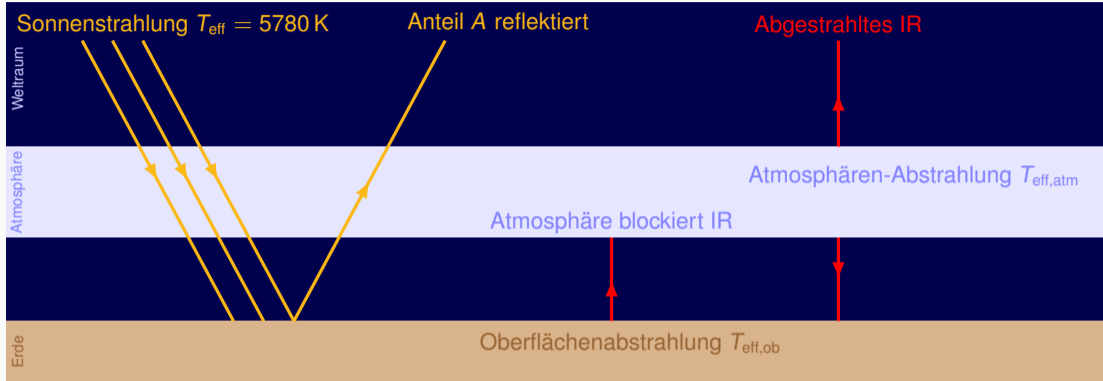 Sonnenstrahlung T_eff = 5780 K
Anteil A reflektiert
Abgestrahltes IR
Weltraum
Atmosphäre
Atmosphären-Abstrahlung T_eff,atm
Atmosphäre blockiert IR
Oberflächenabstrahlung T_eff,ob
Erde